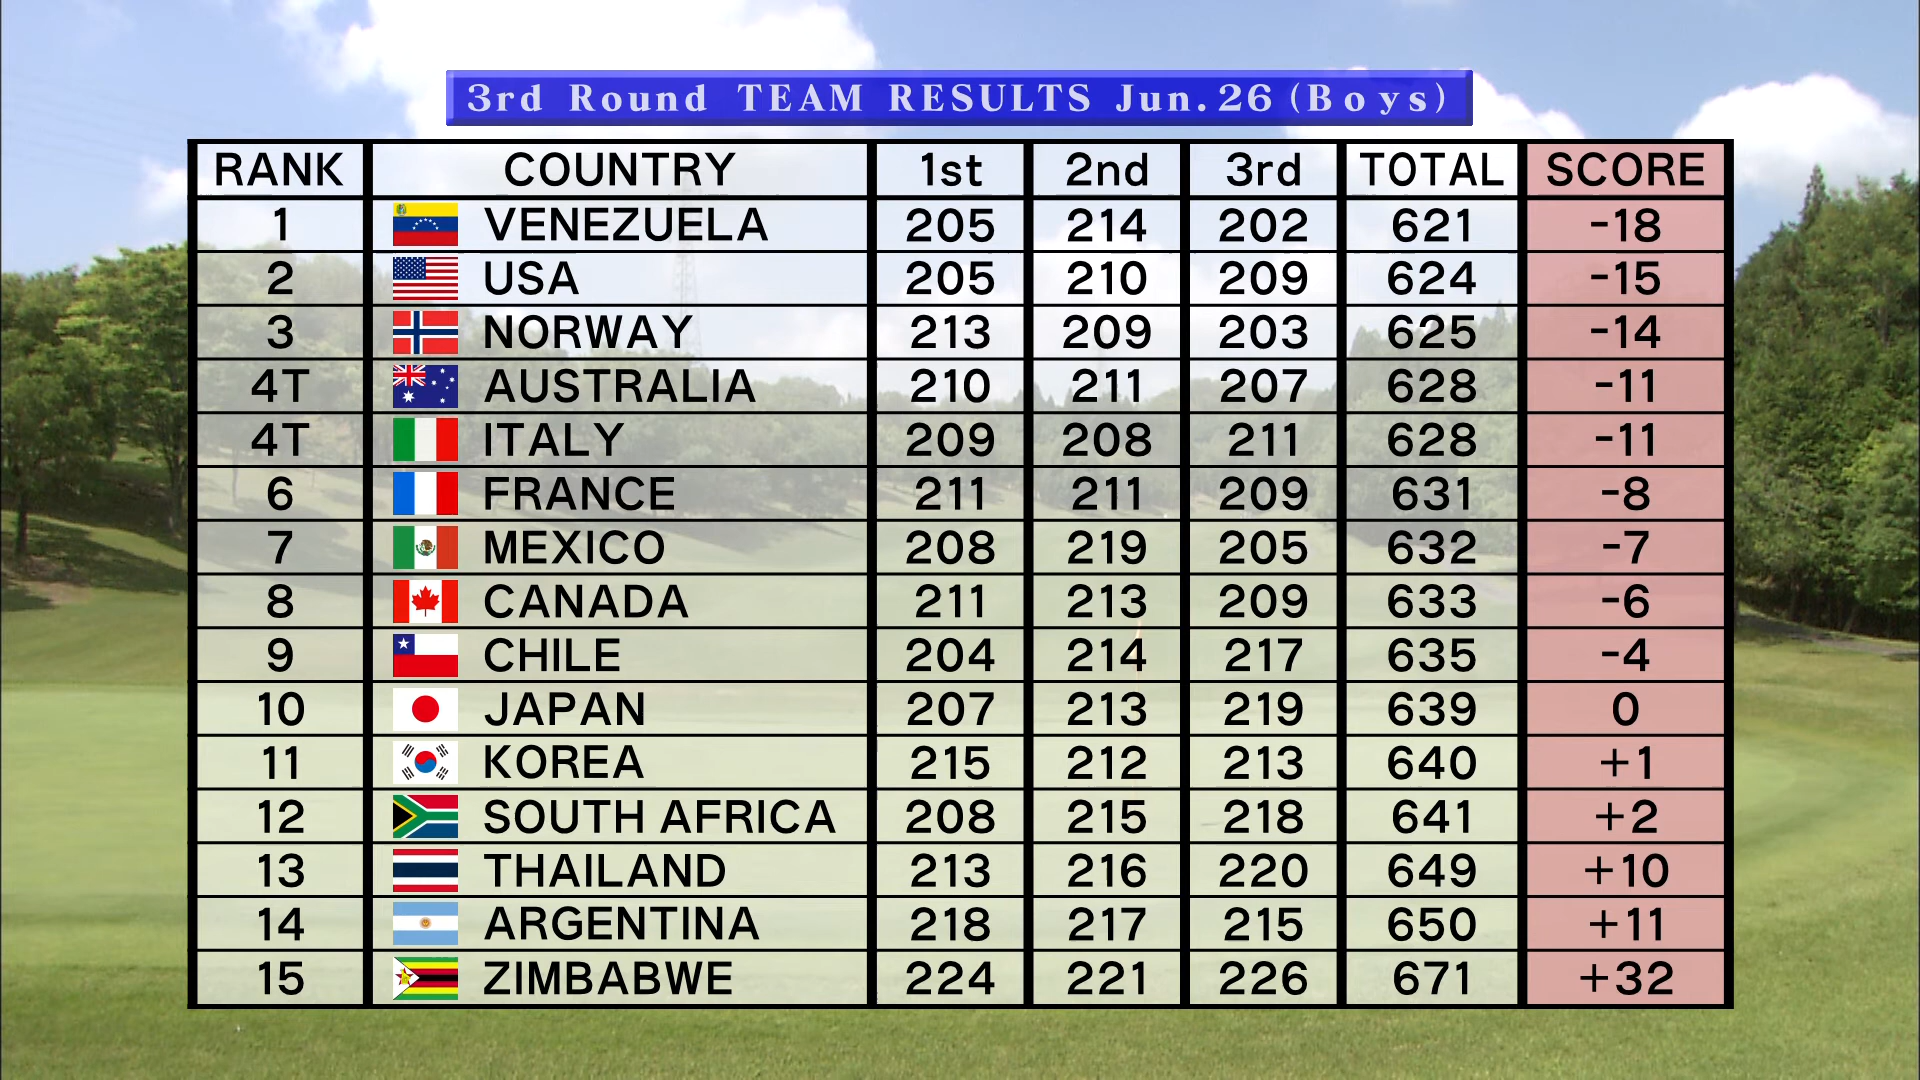 3rd Round TEAM RESULTS Jun.26(Boys)
RANK COUNTRY 1st 2nd 3rd TOTAL SCORE
1 VENEZUELA 205 214 202 621 -18
2 USA 205 210 209 624 -15
3 NORWAY 213 209 203 625 -14
4T AUSTRALIA 210 211 207 628 -11
4T ITALY 209 208 211 628 -11
6 FRANCE 211 211 209 631 -8
7 MEXICO 208 219 205 632 -7
8 CANADA 211 213 209 633 -6
9 CHILE 204 214 217 635 -4
10 JAPAN 207 213 219 639 0
11 KOREA 215 212 213 640 +1
12 SOUTH AFRICA 208 215 218 641 +2
13 THAILAND 213 216 220 649 +10
14 ARGENTINA 218 217 215 650 +11
15 ZIMBABWE 224 221 226 671 +32